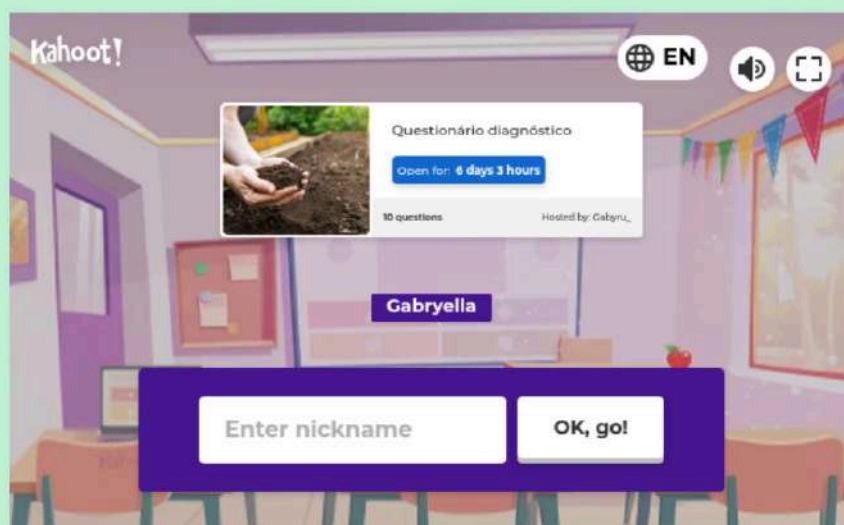 Kahoot!
EN
Questionário diagnóstico
Open for: 6 days 3 hours
10 questions
Hosted by: Gabyru_
Gabryella
Enter nickname
OK, go!